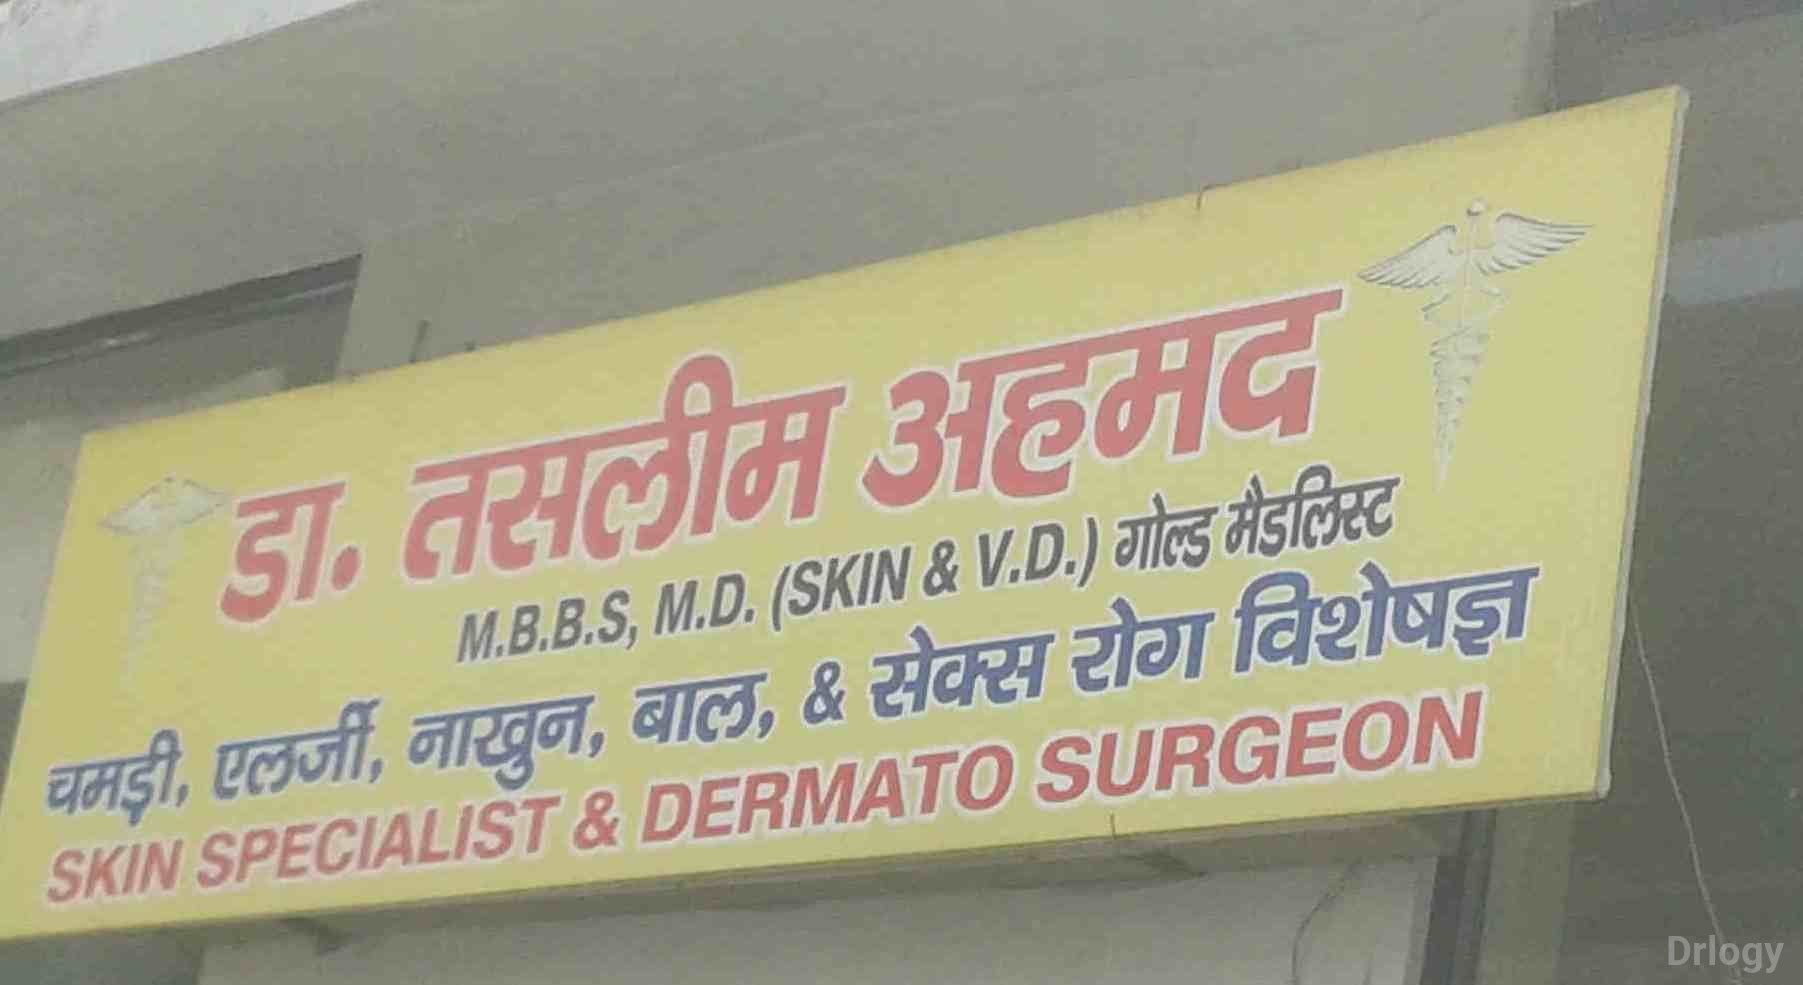 डा. तसलीम अहमद
M.B.B.S, M.D. (SKIN & V.D.) गोल्ड मैडलिस्ट
चमड़ी, एलर्जी, नाखुन, बाल, & सेक्स रोग विशेषज्ञ
SKIN SPECIALIST & DERMATO SURGEON
Drlogy